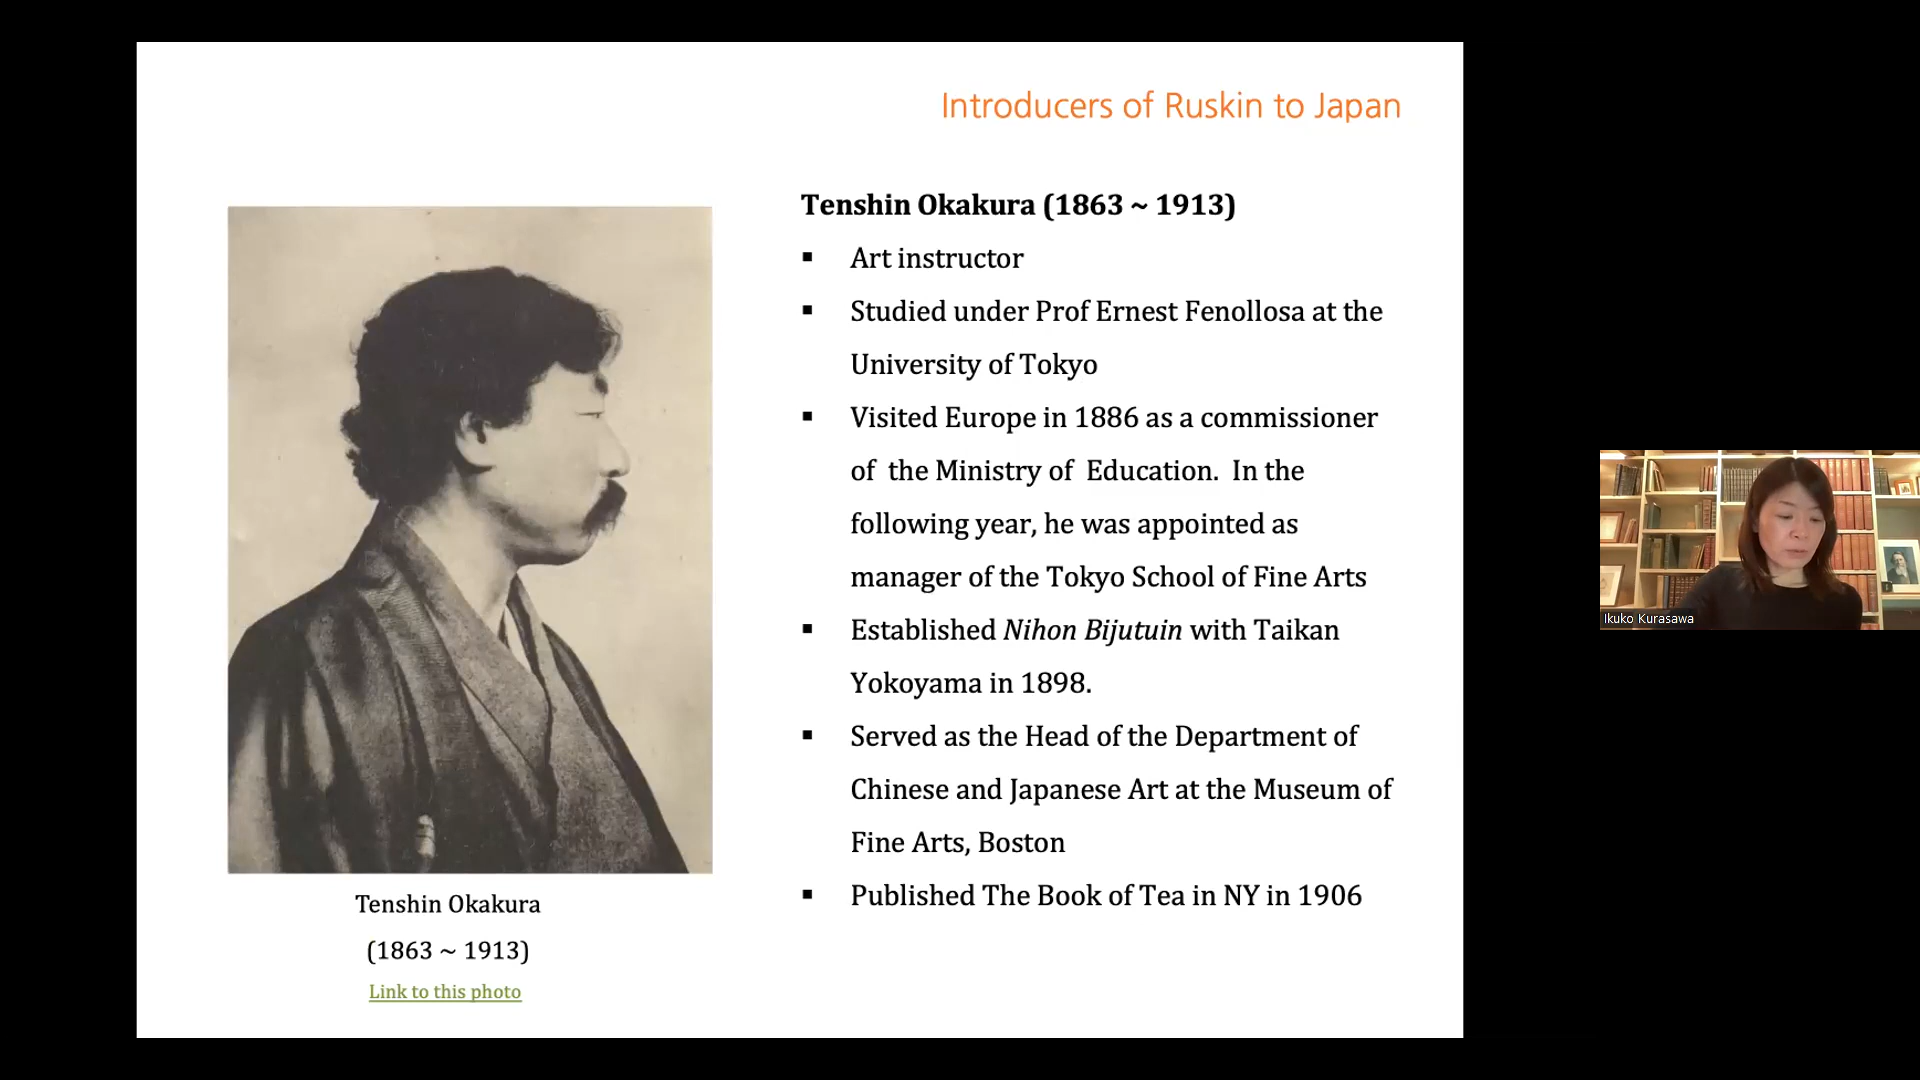 Introducers of Ruskin to Japan
Tenshin Okakura (1863 ~ 1913)
▪ Art instructor
▪ Studied under Prof Ernest Fenollosa at the
University of Tokyo
▪ Visited Europe in 1886 as a commissioner
of the Ministry of Education. In the
following year, he was appointed as
manager of the Tokyo School of Fine Arts
▪ Established Nihon Bijutuin with Taikan
Yokoyama in 1898.
▪ Served as the Head of the Department of
Chinese and Japanese Art at the Museum of
Fine Arts, Boston
▪ Published The Book of Tea in NY in 1906
Tenshin Okakura
(1863 ~ 1913)
Link to this photo
Ikuko Kurasawa